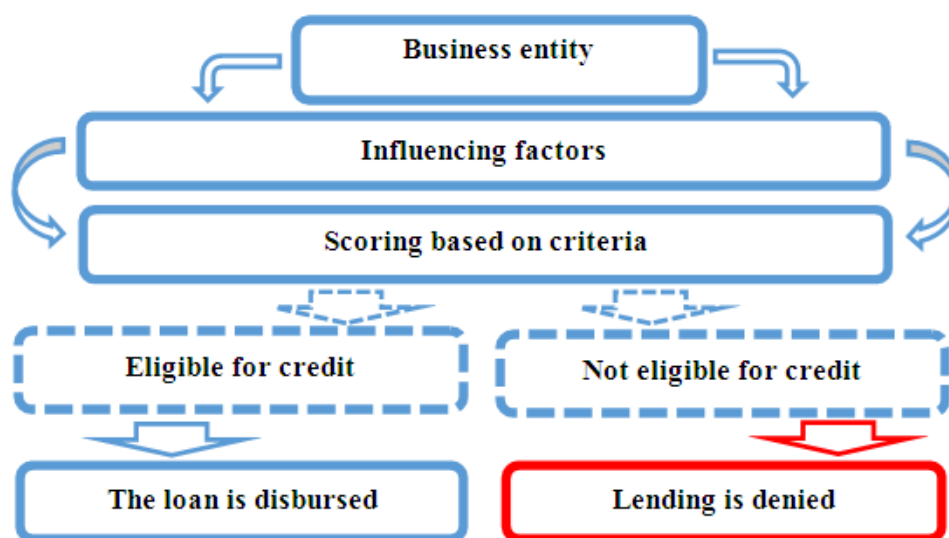 Business entity
Influencing factors
Scoring based on criteria
Eligible for credit
Not eligible for credit
The loan is disbursed
Lending is denied